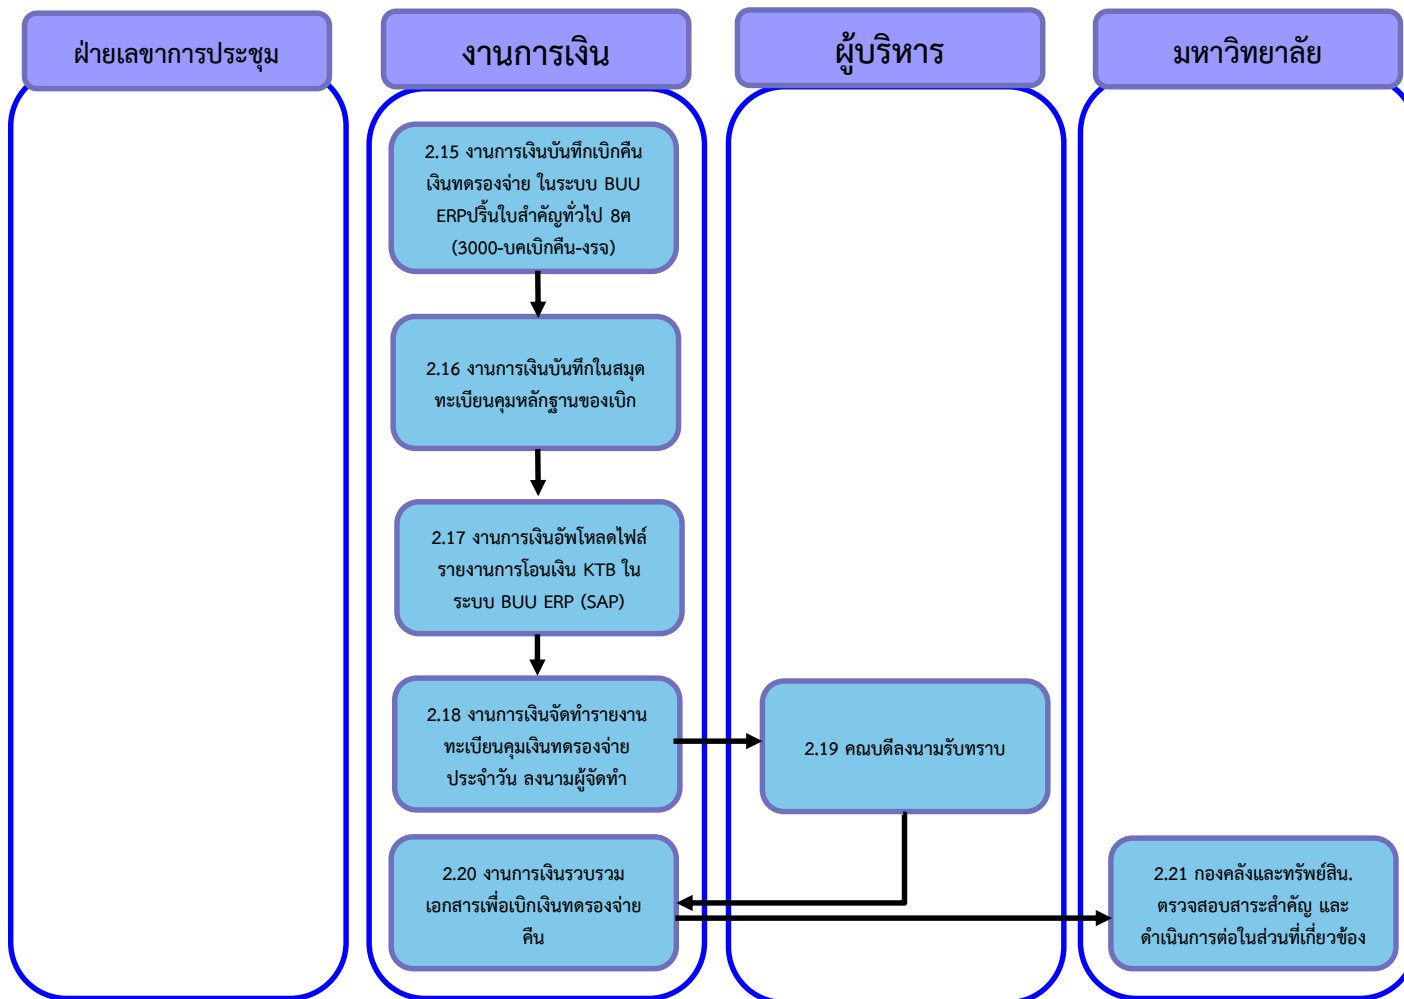 ฝ่ายเลขาการประชุม
งานการเงิน
ผู้บริหาร
มหาวิทยาลัย
2.15 งานการเงินบันทึกเบิกคืน
เงินทดรองจ่าย ในระบบ BUU
ERPปริ้นใบสำคัญทั่วไป 8ฅ
(3000-บคเบิกคืน-งรจ)
2.16 งานการเงินบันทึกในสมุด
ทะเบียนคุมหลักฐานของเบิก
2.17 งานการเงินอัพโหลดไฟล์
รายงานการโอนเงิน KTB ใน
ระบบ BUU ERP (SAP)
2.18 งานการเงินจัดทำรายงาน
ทะเบียนคุมเงินทดรองจ่าย
ประจำวัน ลงนามผู้จัดทำ
2.19 คณบดีลงนามรับทราบ
2.20 งานการเงินรวบรวม
เอกสารเพื่อเบิกเงินทดรองจ่าย
คืน
2.21 กองคลังและทรัพย์สิน.
ตรวจสอบสาระสำคัญ และ
ดำเนินการต่อในส่วนที่เกี่ยวข้อง